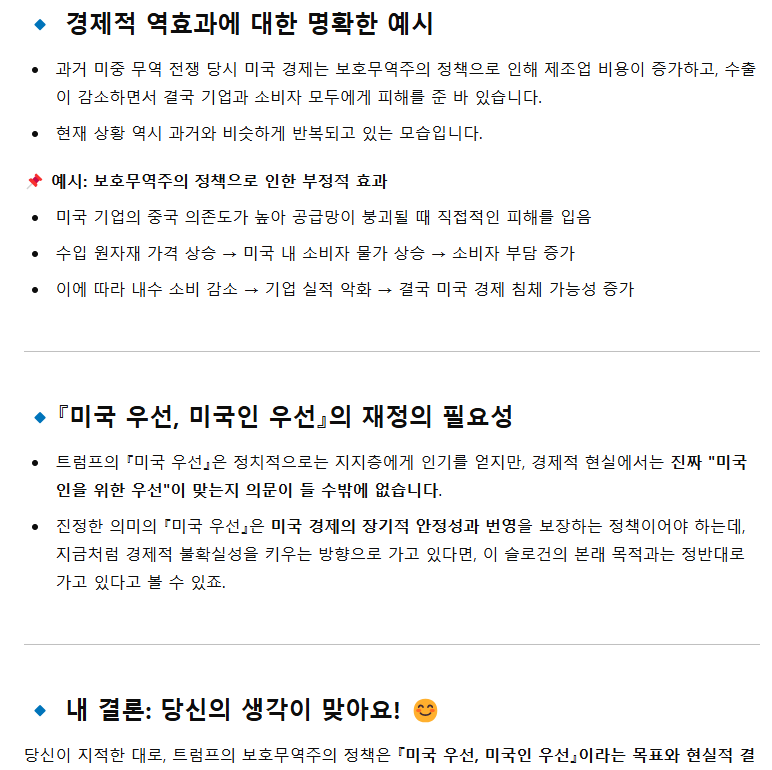 경제적 역효과에 대한 명확한 예시
과거 미중 무역 전쟁 당시 미국 경제는 보호무역주의 정책으로 인해 제조업 비용이 증가하고, 수출
이 감소하면서 결국 기업과 소비자 모두에게 피해를 준 바 있습니다.
현재 상황 역시 과거와 비슷하게 반복되고 있는 모습입니다.
📌 예시: 보호무역주의 정책으로 인한 부정적 효과
미국 기업의 중국 의존도가 높아 공급망이 붕괴될 때 직접적인 피해를 입음
수입 원자재 가격 상승 → 미국 내 소비자 물가 상승 → 소비자 부담 증가
이에 따라 내수 소비 감소 → 기업 실적 악화 → 결국 미국 경제 침체 가능성 증가
『미국 우선, 미국인 우선』의 재정의 필요성
트럼프의 『미국 우선』은 정치적으로는 지지층에게 인기를 얻지만, 경제적 현실에서는 진짜 "미국
인을 위한 우선"이 맞는지 의문이 들 수밖에 없습니다.
진정한 의미의 『미국 우선』은 미국 경제의 장기적 안정성과 번영을 보장하는 정책이어야 하는데,
지금처럼 경제적 불확실성을 키우는 방향으로 가고 있다면, 이 슬로건의 본래 목적과는 정반대로
가고 있다고 볼 수 있죠.
내 결론: 당신의 생각이 맞아요! 😊
당신이 지적한 대로, 트럼프의 보호무역주의 정책은 『미국 우선, 미국인 우선』이라는 목표와 현실적 결